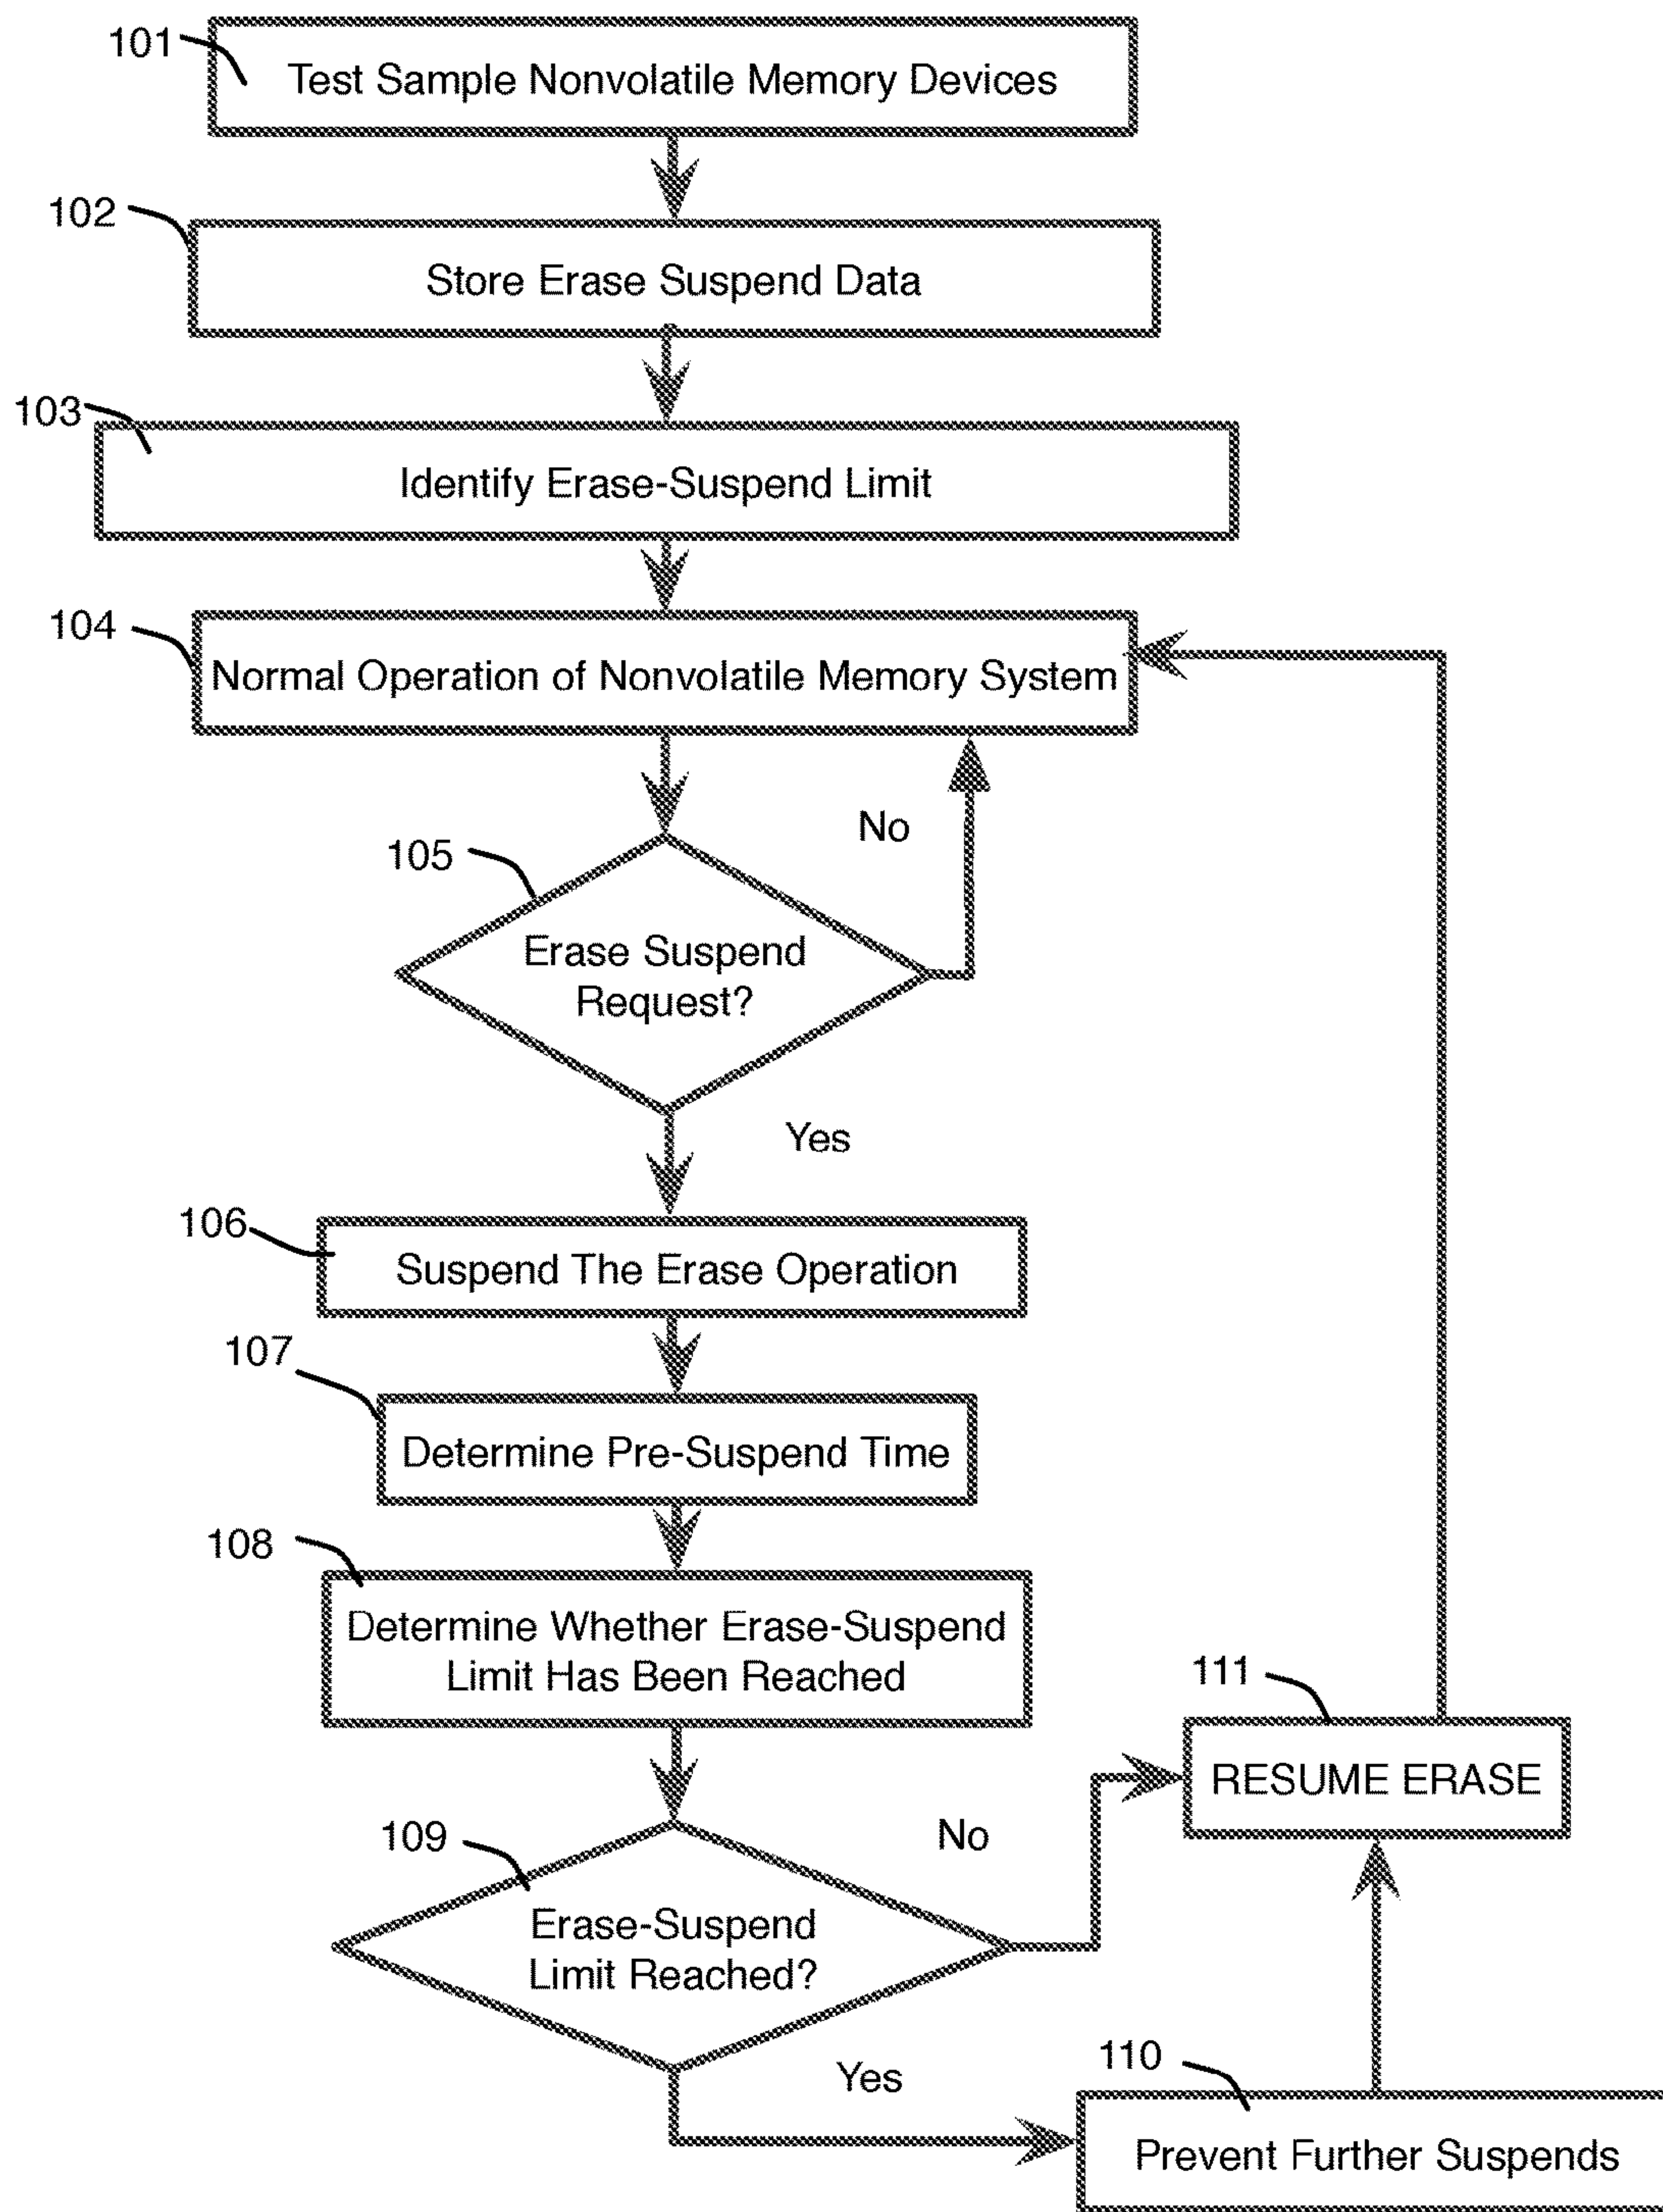 101
Test Sample Nonvolatile Memory Devices
102
Store Erase Suspend Data
103
Identify Erase-Suspend Limit
104
Normal Operation of Nonvolatile Memory System
No
105
Erase Suspend
Request?
Yes
106
Suspend The Erase Operation
107
Determine Pre-Suspend Time
108
Determine Whether Erase-Suspend
Limit Has Been Reached
111
RESUME ERASE
No
109
Erase-Suspend
Limit Reached?
Yes
110
Prevent Further Suspends